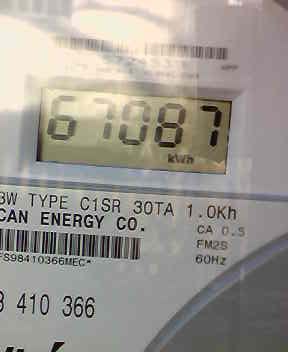 67087
kWh
3W TYPE C1SR 30TA 1.0Kh
CAN ENERGY CO.
CA 0.5
FM2S
FS98410366MEC*
60Hz
8 410 366